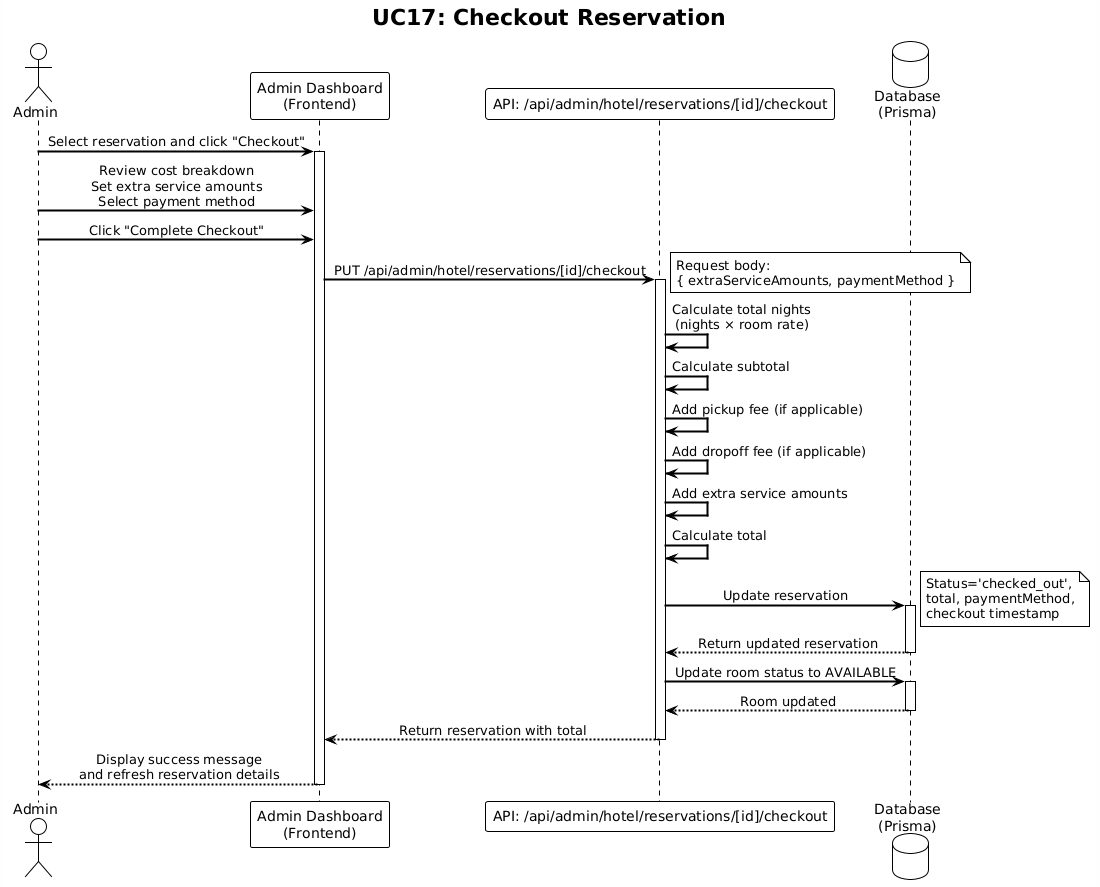 UC17: Checkout Reservation
Admin
Admin Dashboard
(Frontend)
API: /api/admin/hotel/reservations/[id]/checkout
Database
(Prisma)
Select reservation and click "Checkout"
Review cost breakdown
Set extra service amounts
Select payment method
Click "Complete Checkout"
PUT /api/admin/hotel/reservations/[id]/checkout
Request body:
{ extraServiceAmounts, paymentMethod }
Calculate total nights
(nights × room rate)
Calculate subtotal
Add pickup fee (if applicable)
Add dropoff fee (if applicable)
Add extra service amounts
Calculate total
Update reservation
Status='checked_out',
total, paymentMethod,
checkout timestamp
Return updated reservation
Update room status to AVAILABLE
Room updated
Return reservation with total
Display success message
and refresh reservation details
Admin
Admin Dashboard
(Frontend)
API: /api/admin/hotel/reservations/[id]/checkout
Database
(Prisma)